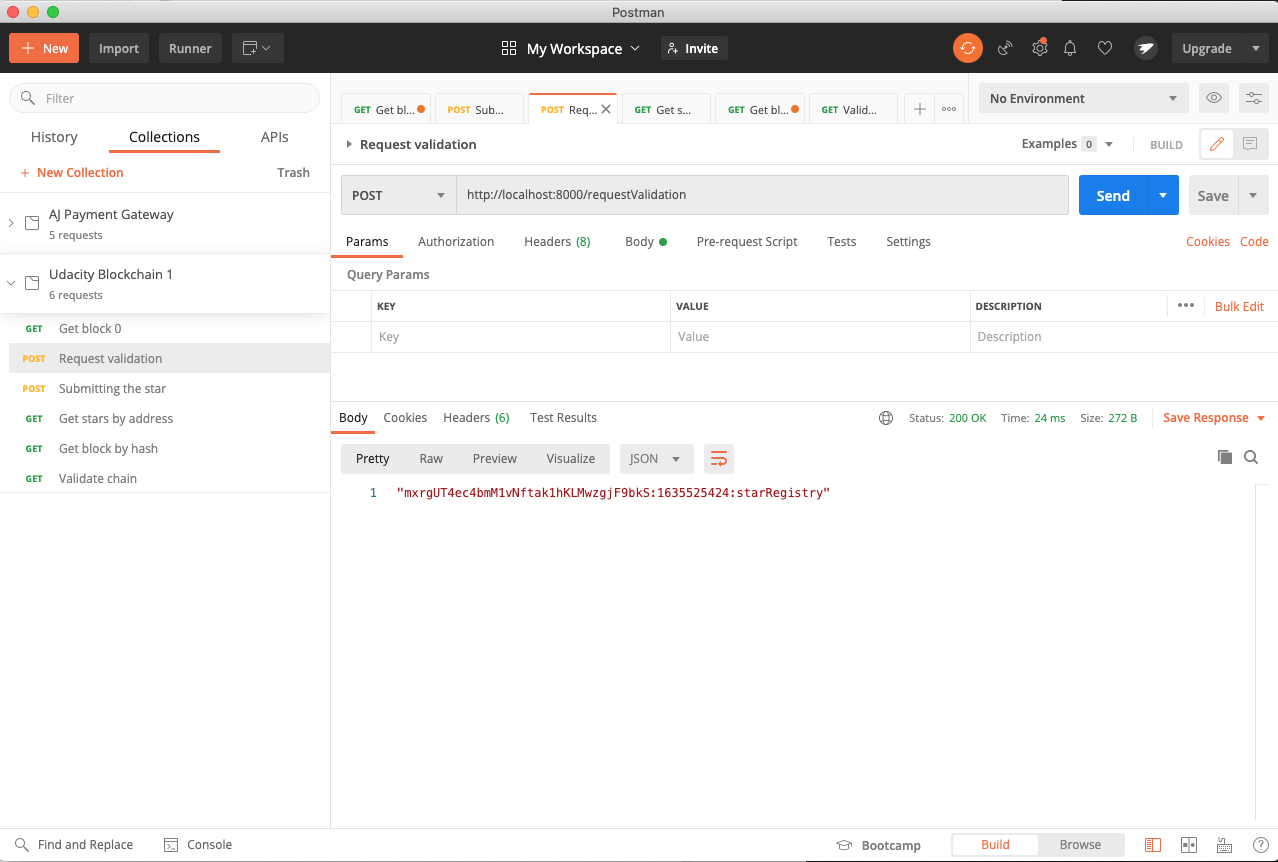 Postman
New Import Runner My Workspace Invite Upgrade
Filter
History Collections APIs
New Collection Trash
AJ Payment Gateway
5 requests
Udacity Blockchain 1
6 requests
GET Get block 0
POST Request validation
POST Submitting the star
GET Get stars by address
GET Get block by hash
GET Validate chain
GET Get bl... POST Sub... POST Req... GET Get s... GET Get bl... GET Valid... No Environment
Request validation Examples 0 BUILD
POST http://localhost:8000/requestValidation Send Save
Params Authorization Headers (8) Body Pre-request Script Tests Settings Cookies Code
Query Params
KEY VALUE DESCRIPTION Bulk Edit
Key Value Description
Body Cookies Headers (6) Test Results Status: 200 OK Time: 24 ms Size: 272 B Save Response
Pretty Raw Preview Visualize JSON
1 "mxrgUT4ec4bmM1vNftak1hKLMwzgjF9bkS:1635525424:starRegistry"
Find and Replace Console Bootcamp Build Browse